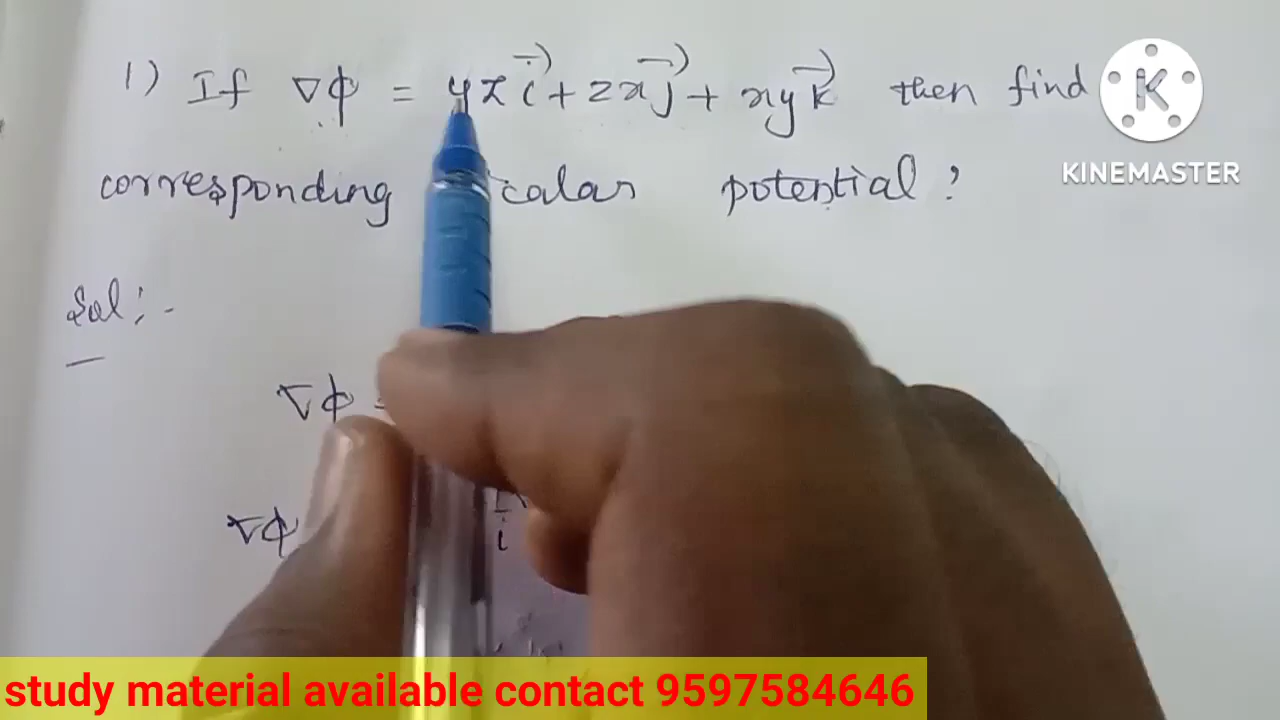 1) If ∇φ = yz i⃗ + zx j⃗ + xy k⃗ then find
corresponding calar potential?
Sol:-
∇φ =
∇φ
i
K
KINEMASTER
study material available contact 9597584646